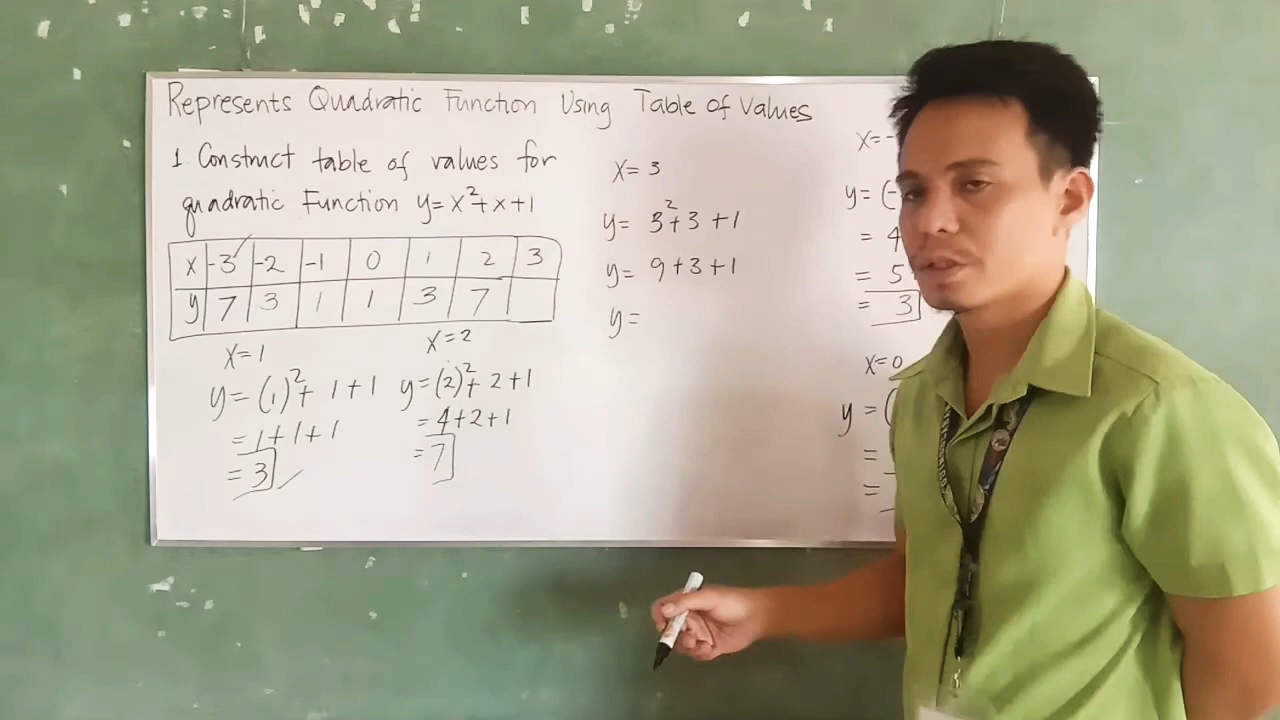 Represents Quadratic Function Using Table of Values
1. Construct table of values for
quadratic Function y=x²+x+1
x -3 -2 -1 0 1 2 3
y 7 3 1 1 3 7
x=1
y=(1)²+1+1
=1+1+1
=3
x=2
y=(2)²+2+1
=4+2+1
=7
x=3
y= 3²+3+1
y= 9+3+1
y=
x=-
y=(-
= 4
= 5
= 3
x=0
y=(
=
=